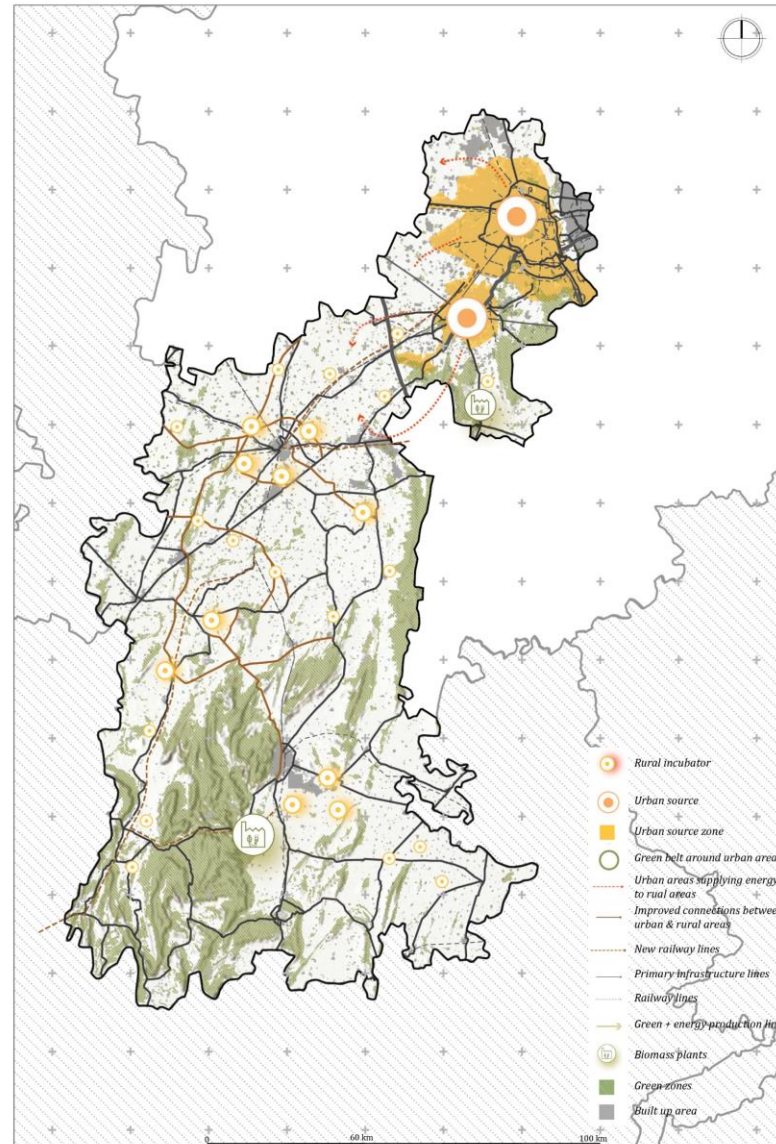 Rural incubator
Urban source
Urban source zone
Green belt around urban area
Urban areas supplying energy
to rual areas
Improved connections between
urban & rural areas
New railway lines
Primary infrastructure lines
Railway lines
Green + energy production
Biomass plants
Green zones
Built up area
0
60 km
100 km